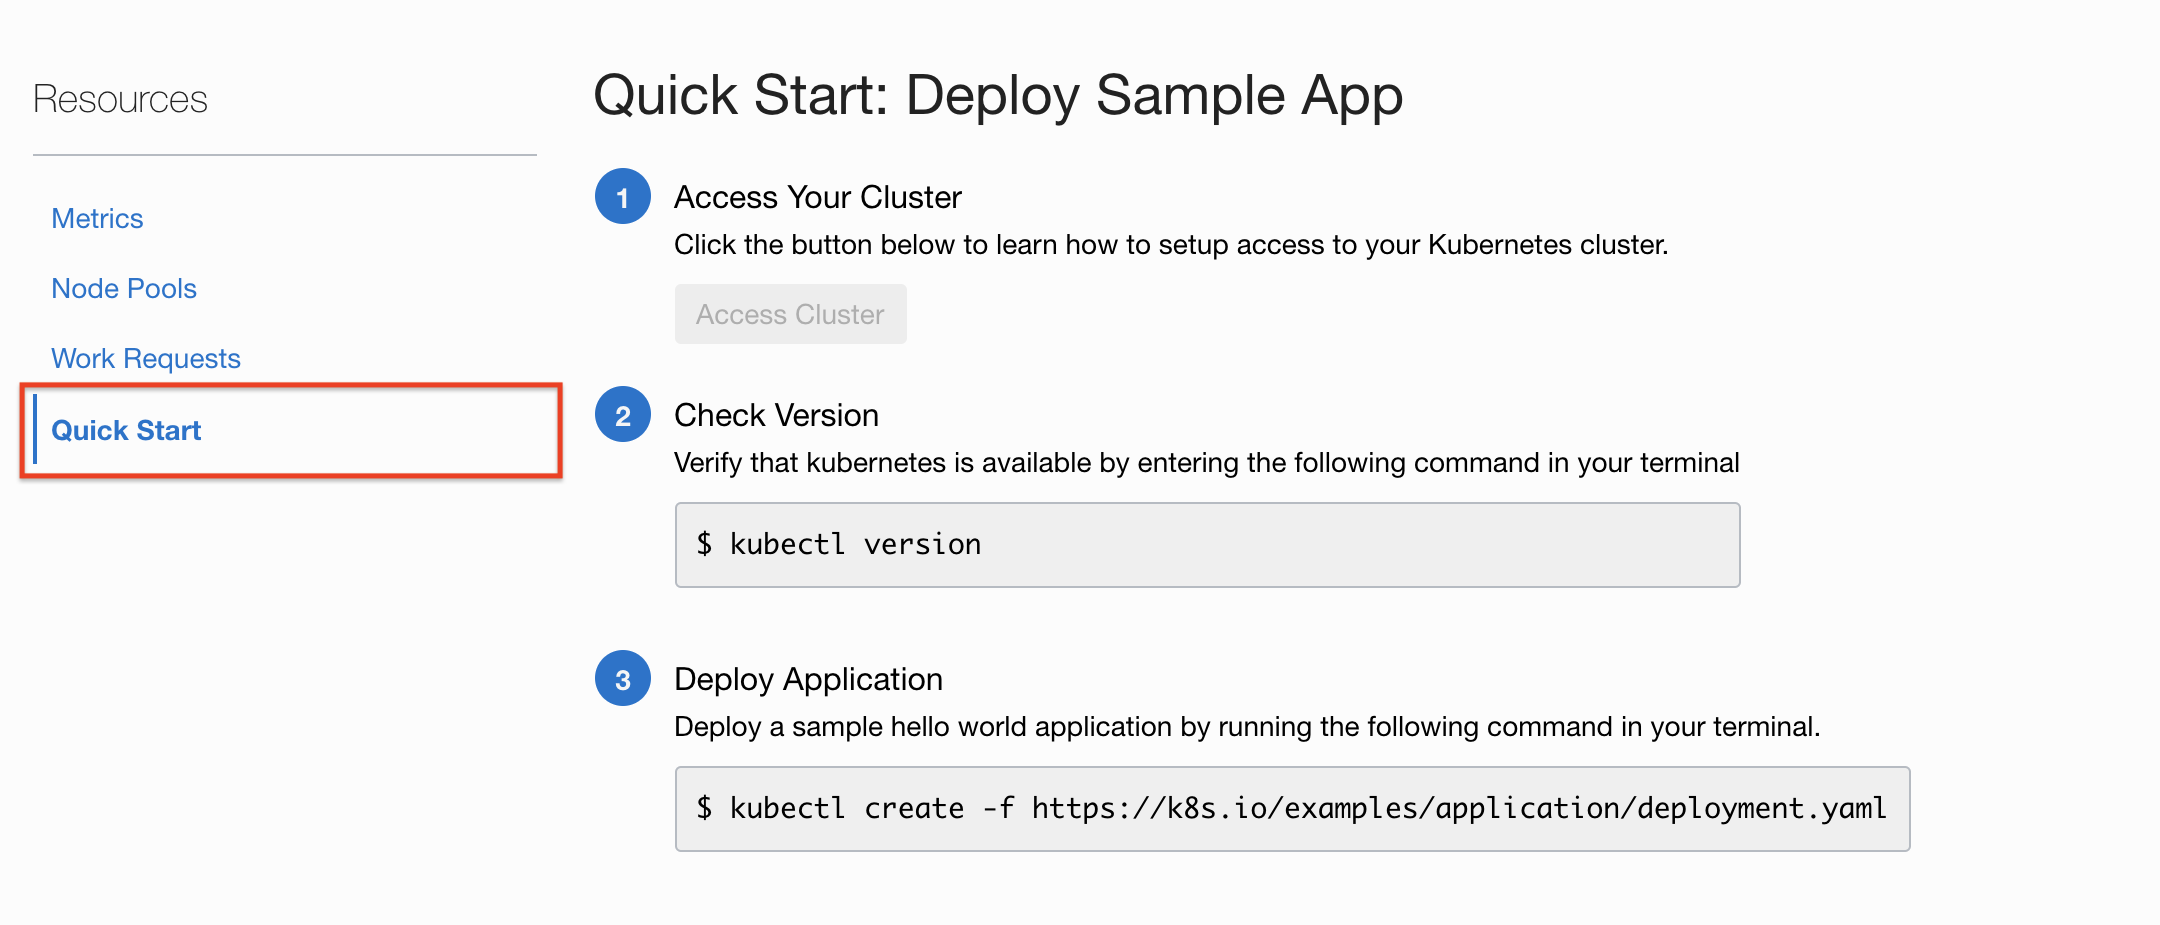 Resources
Metrics
Node Pools
Work Requests
Quick Start
Quick Start: Deploy Sample App
1
Access Your Cluster
Click the button below to learn how to setup access to your Kubernetes cluster.
Access Cluster
2
Check Version
Verify that kubernetes is available by entering the following command in your terminal
$ kubectl version
3
Deploy Application
Deploy a sample hello world application by running the following command in your terminal.
$ kubectl create -f https://k8s.io/examples/application/deployment.yaml